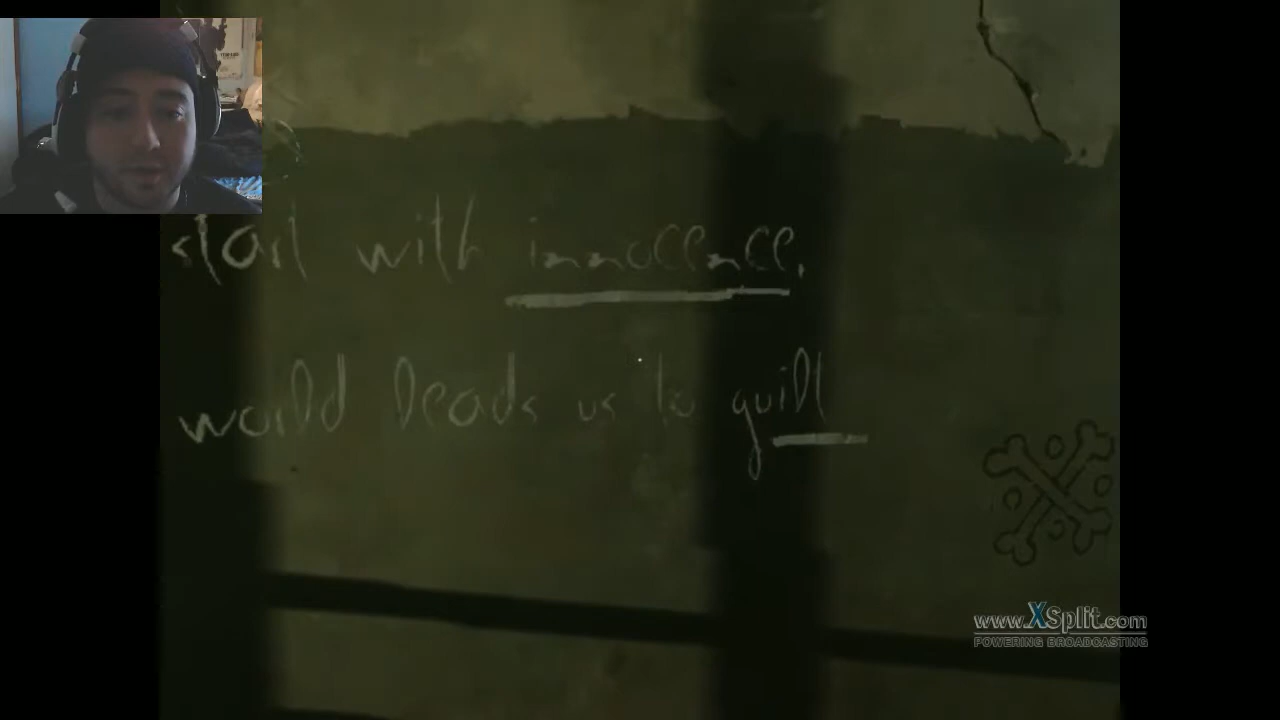 start with innocence.
world leads us to guilt
www.XSplit.com
POWERING BROADCASTING